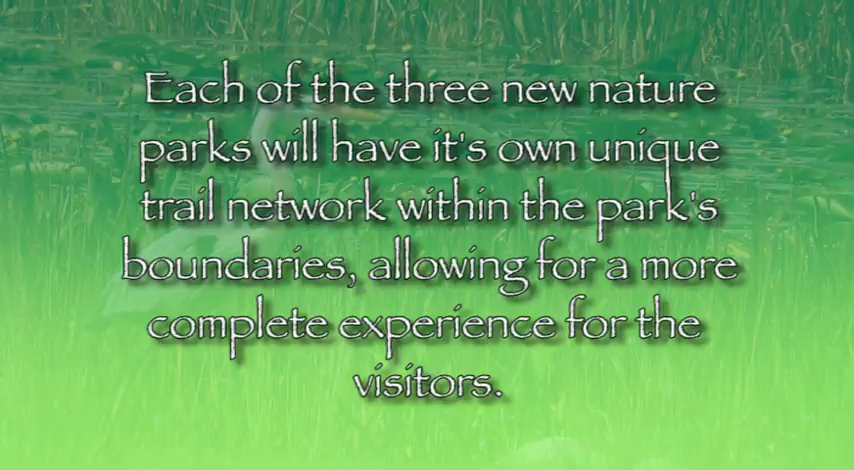 Each of the three new nature
parks will have it's own unique
trail network within the park's
boundaries, allowing for a more
complete experience for the
visitors.